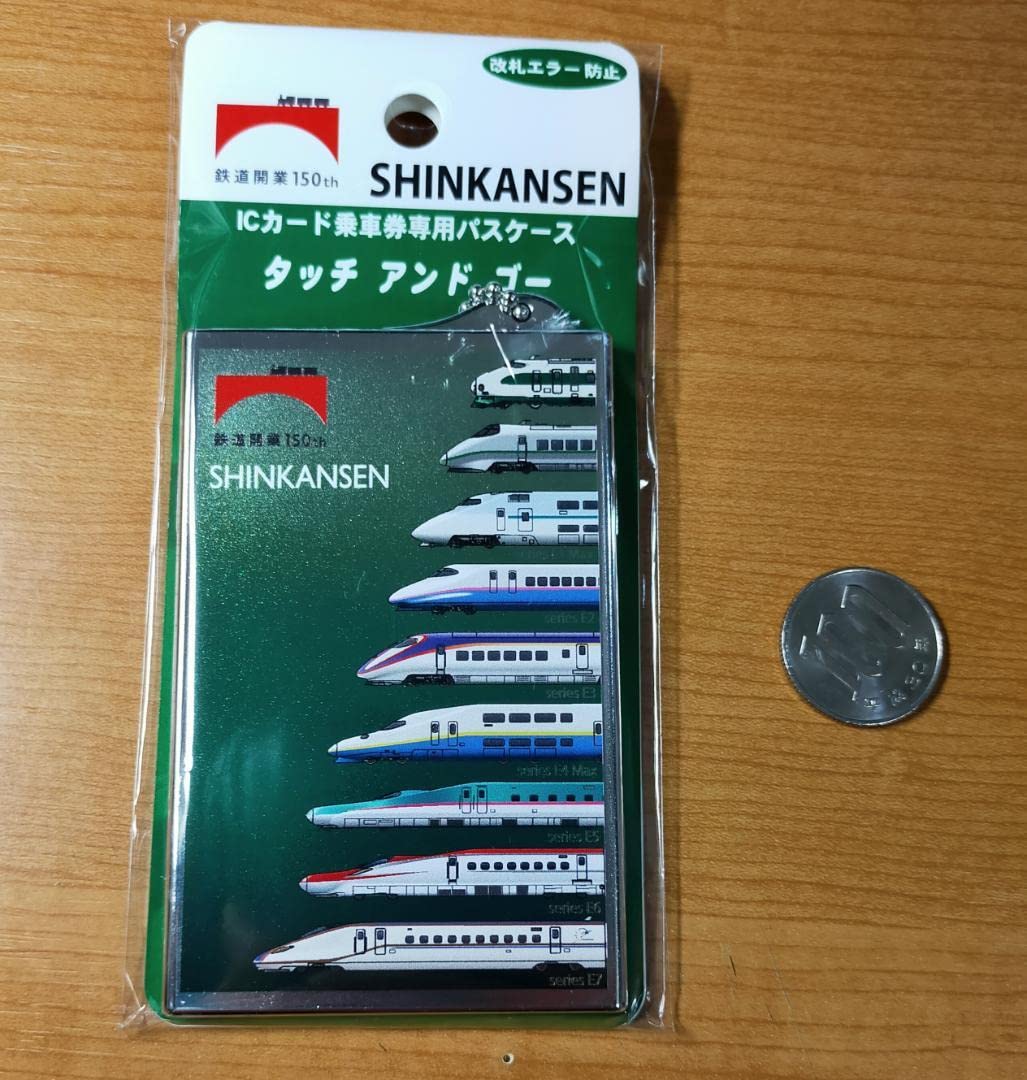 改札エラー防止
鉄道開業150th
SHINKANSEN
ICカード乗車券専用パスケース
タッチ アンド ゴー
鉄道開業150th
SHINKANSEN
series E2
series E3
series E4 Max
series E5
series E6
series E7
100